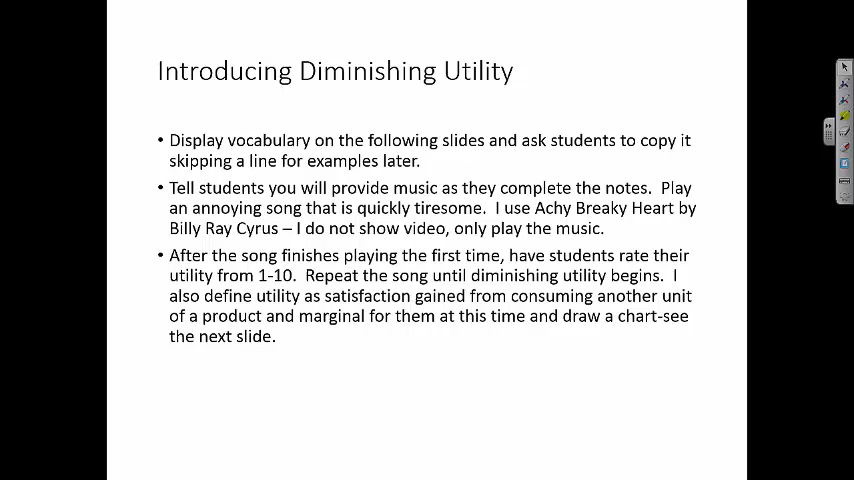 Introducing Diminishing Utility
• Display vocabulary on the following slides and ask students to copy it
skipping a line for examples later.
• Tell students you will provide music as they complete the notes.  Play
an annoying song that is quickly tiresome.  I use Achy Breaky Heart by
Billy Ray Cyrus – I do not show video, only play the music.
• After the song finishes playing the first time, have students rate their
utility from 1-10.  Repeat the song until diminishing utility begins.  I
also define utility as satisfaction gained from consuming another unit
of a product and marginal for them at this time and draw a chart-see
the next slide.